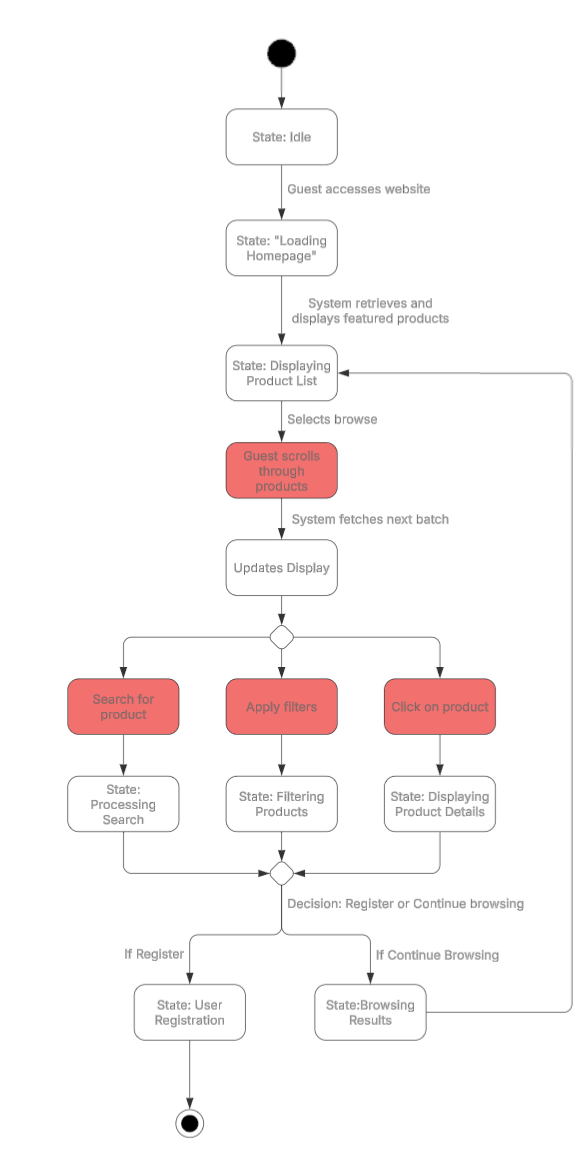 State: Idle
Guest accesses website
State: "Loading
Homepage"
System retrieves and
displays featured products
State: Displaying
Product List
Selects browse
Guest scrolls
through
products
System fetches next batch
Updates Display
Search for
product
Apply filters
Click on product
State:
Processing
Search
State: Filtering
Products
State: Displaying
Product Details
Decision: Register or Continue browsing
If Register
If Continue Browsing
State: User
Registration
State:Browsing
Results